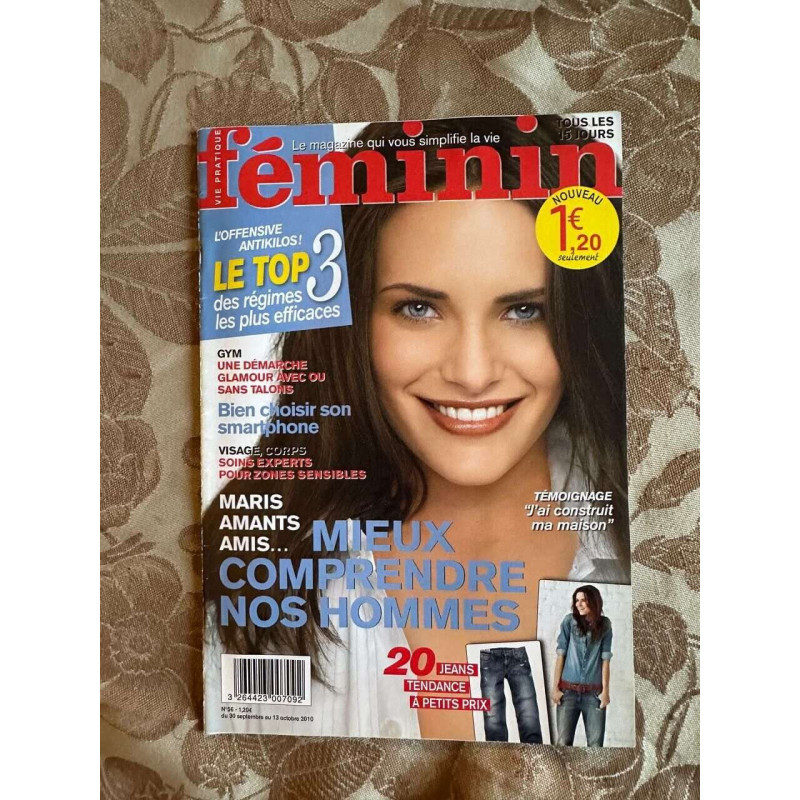 VIE PRATIQUE
Le magazine qui vous simplifie la vie
féminin
TOUS LES
15 JOURS
NOUVEAU
1€,20
seulement
L'OFFENSIVE
ANTIKILOS!
LE TOP 3
des régimes
les plus efficaces
GYM
UNE DÉMARCHE
GLAMOUR AVEC OU
SANS TALONS
Bien choisir son
smartphone
VISAGE, CORPS
SOINS EXPERTS
POUR ZONES SENSIBLES
TÉMOIGNAGE
"J'ai construit
ma maison"
MARIS
AMANTS
AMIS... MIEUX
COMPRENDRE
NOS HOMMES
20 JEANS
TENDANCE
À PETITS PRIX
3 264423 007092
N°56 - 1,20€
du 30 septembre au 13 octobre 2010